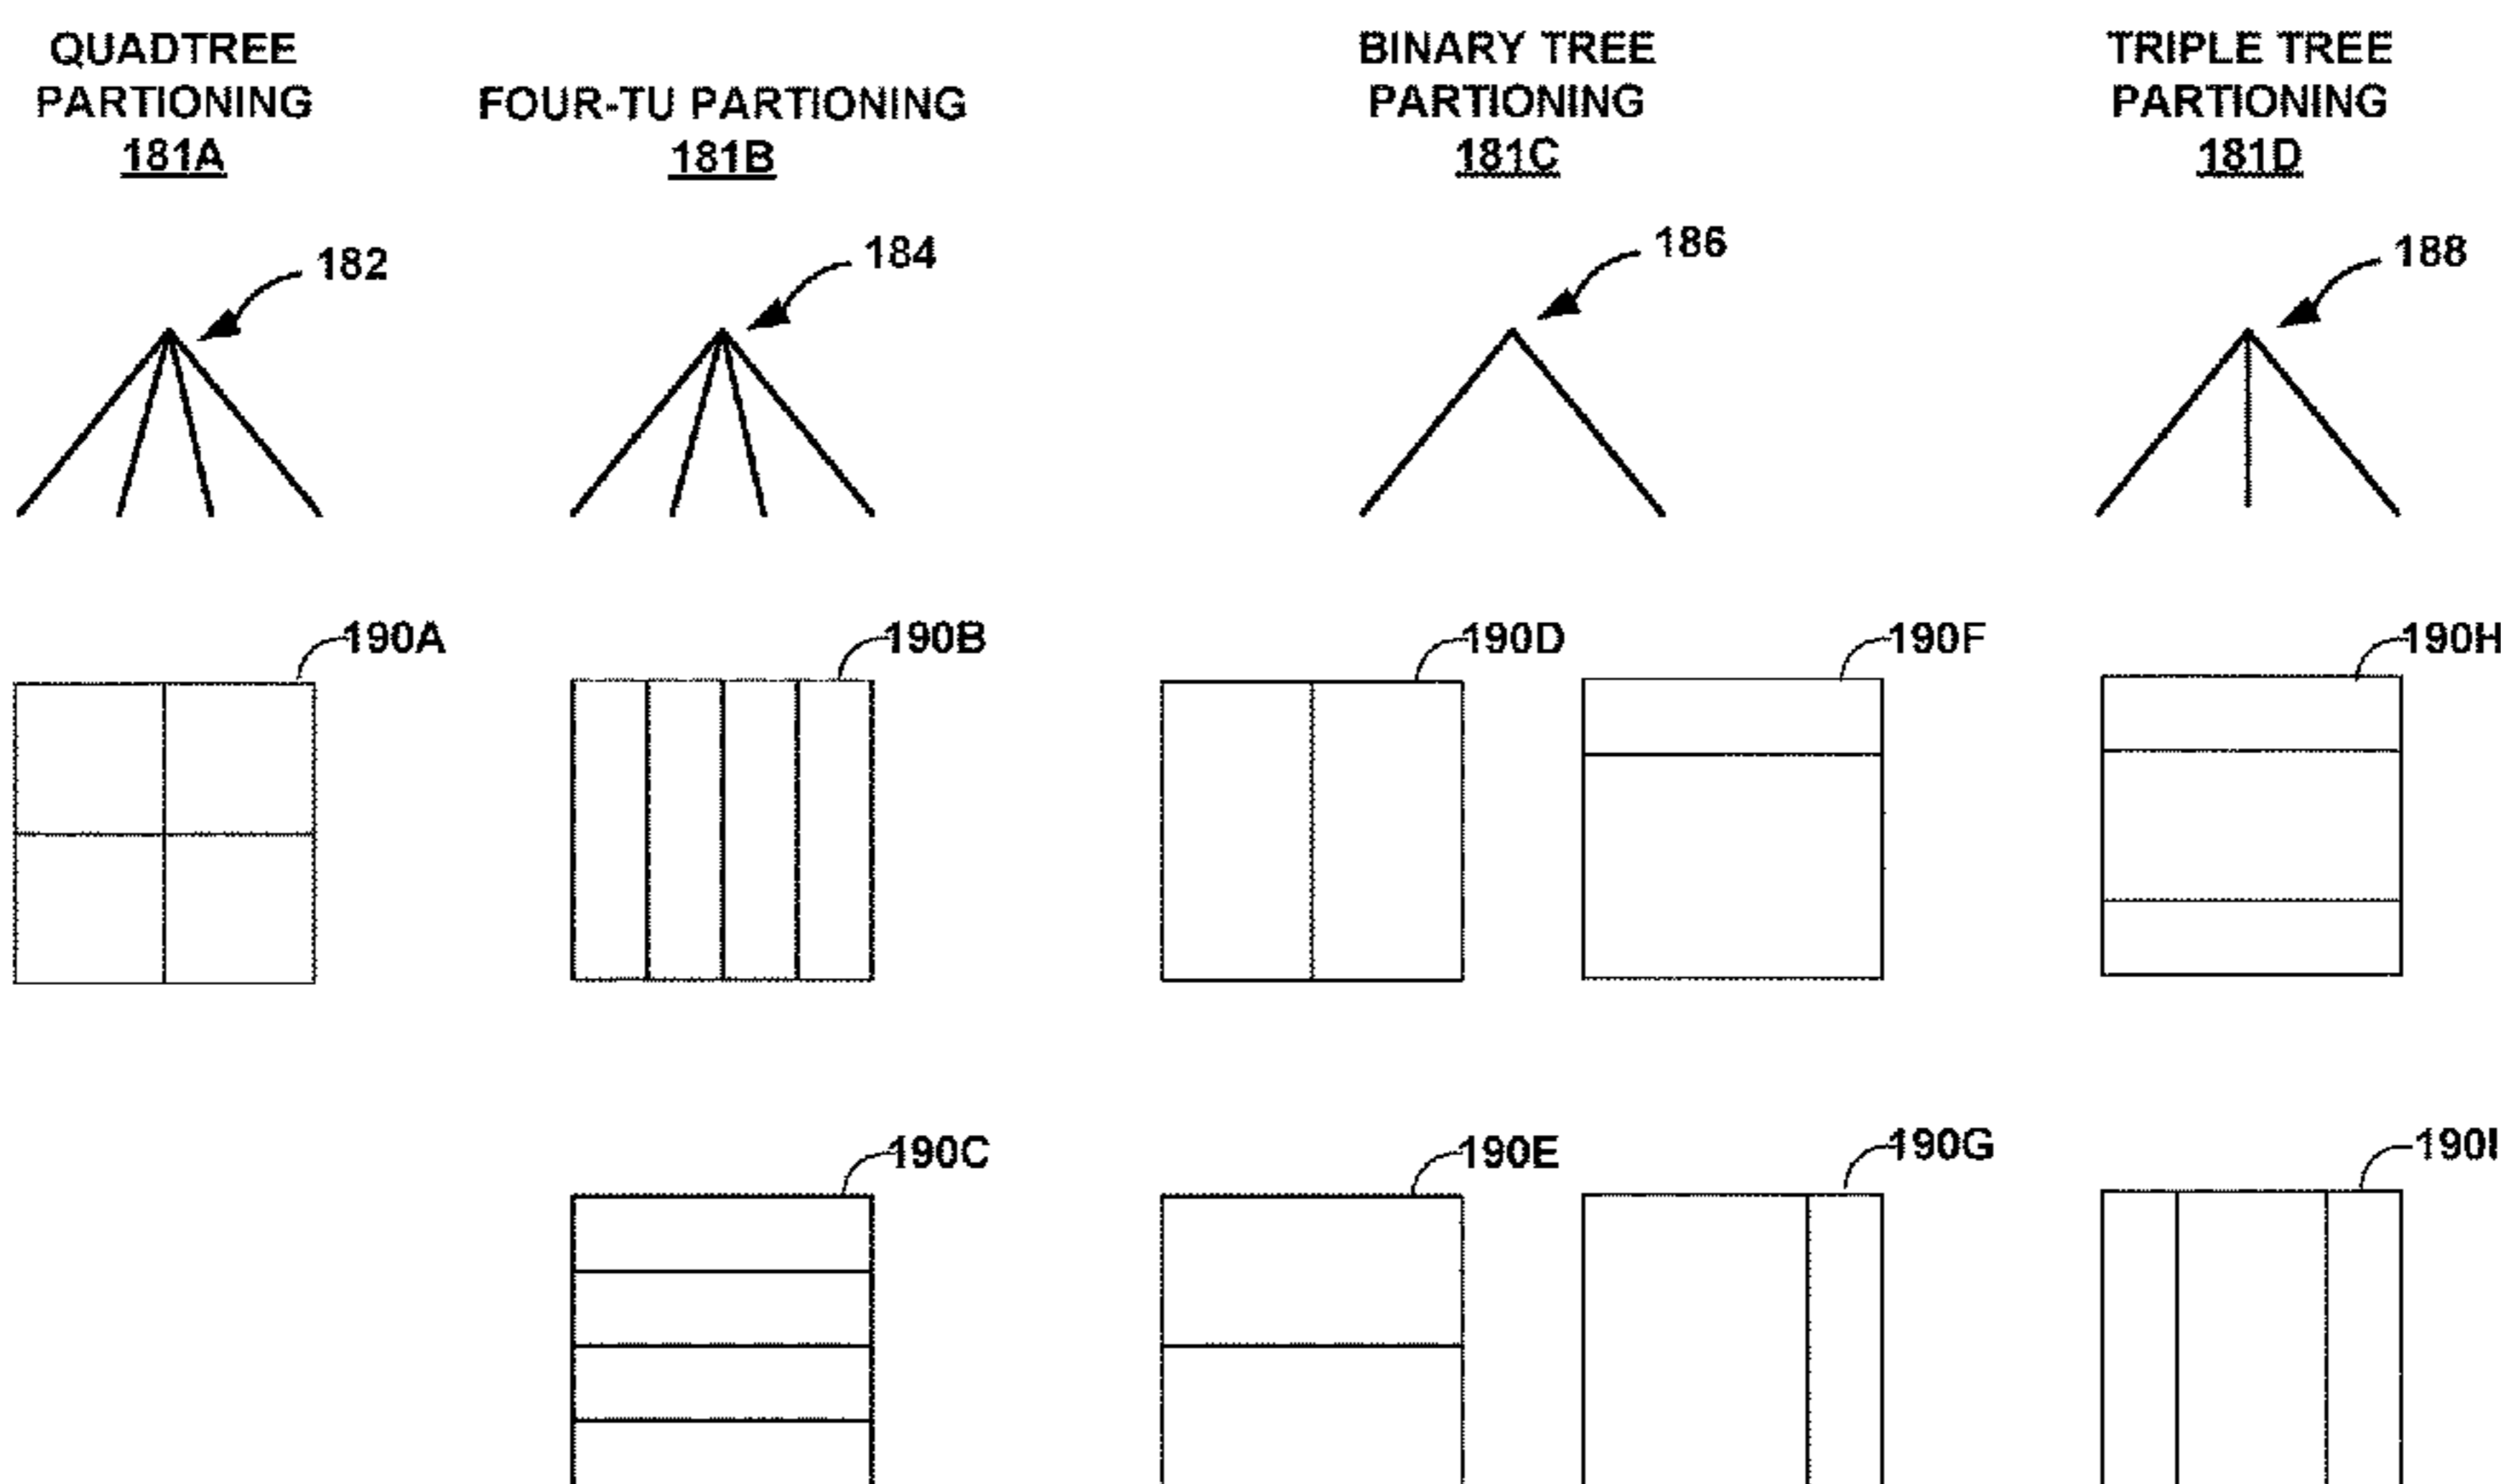 QUADTREE
PARTIONING
181A
FOUR-TU PARTIONING
181B
BINARY TREE
PARTIONING
181C
TRIPLE TREE
PARTIONING
181D
182
184
186
188
190A
190B
190D
190F
190H
190C
190E
190G
190I